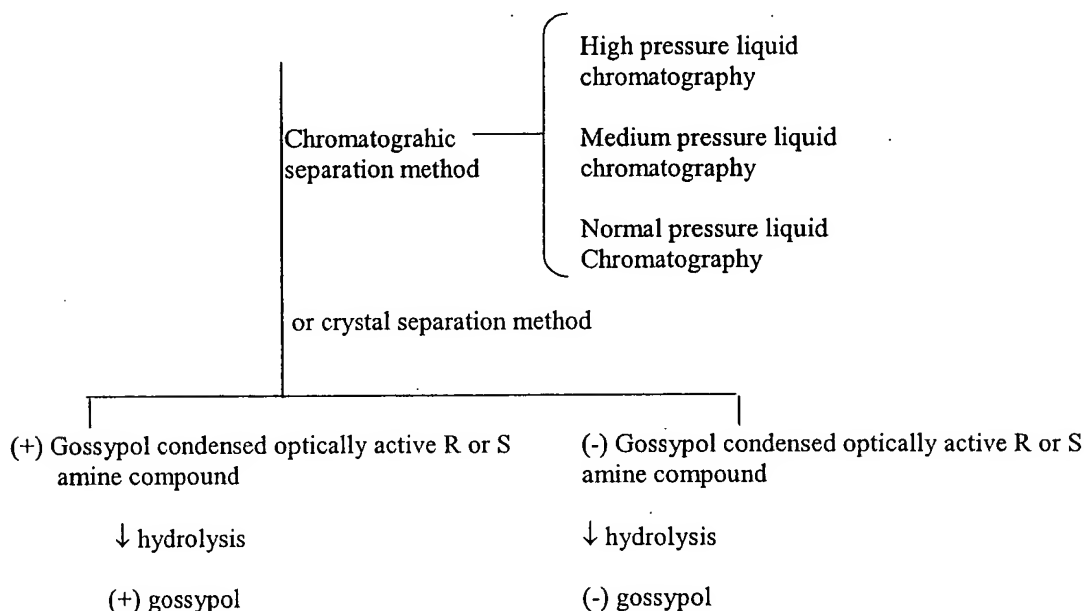 High pressure liquid
chromatography
Chromatograhic
separation method
Medium pressure liquid
chromatography
Normal pressure liquid
Chromatography
or crystal separation method
(+) Gossypol condensed optically active R or S
amine compound
(-) Gossypol condensed optically active R or S
amine compound
↓ hydrolysis
↓ hydrolysis
(+) gossypol
(-) gossypol